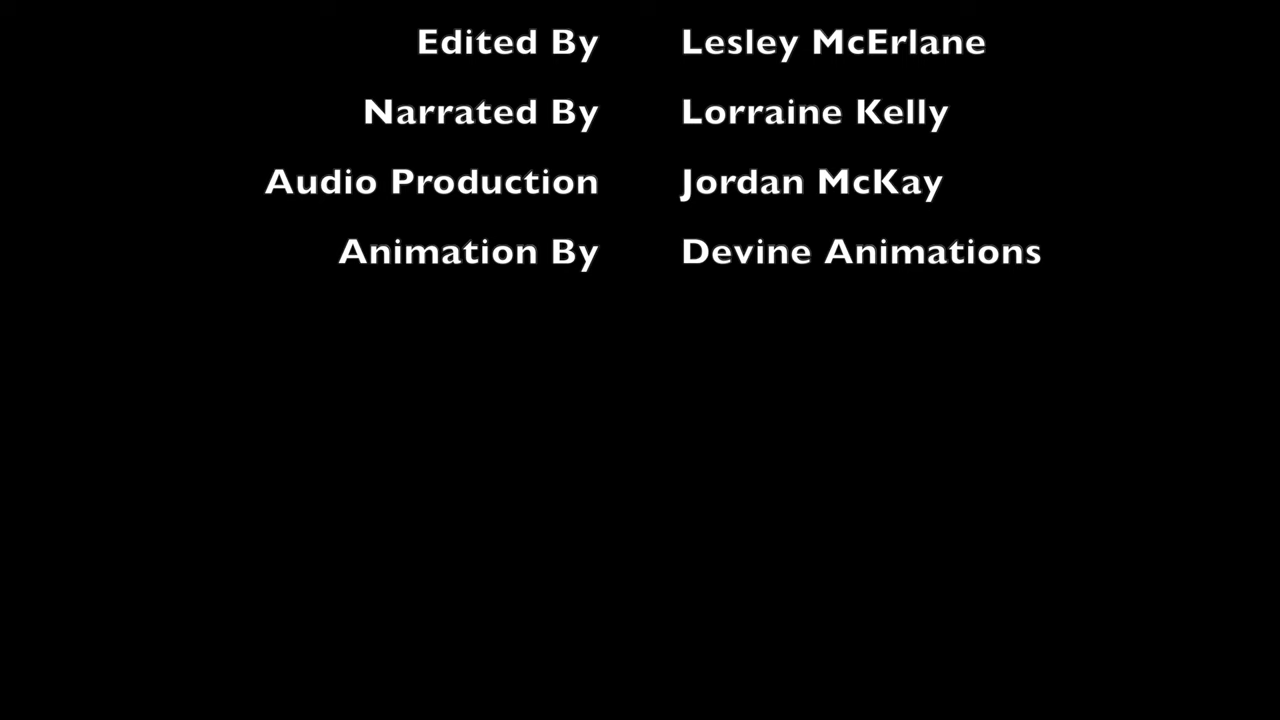 Edited By Lesley McErlane
Narrated By Lorraine Kelly
Audio Production Jordan McKay
Animation By Devine Animations